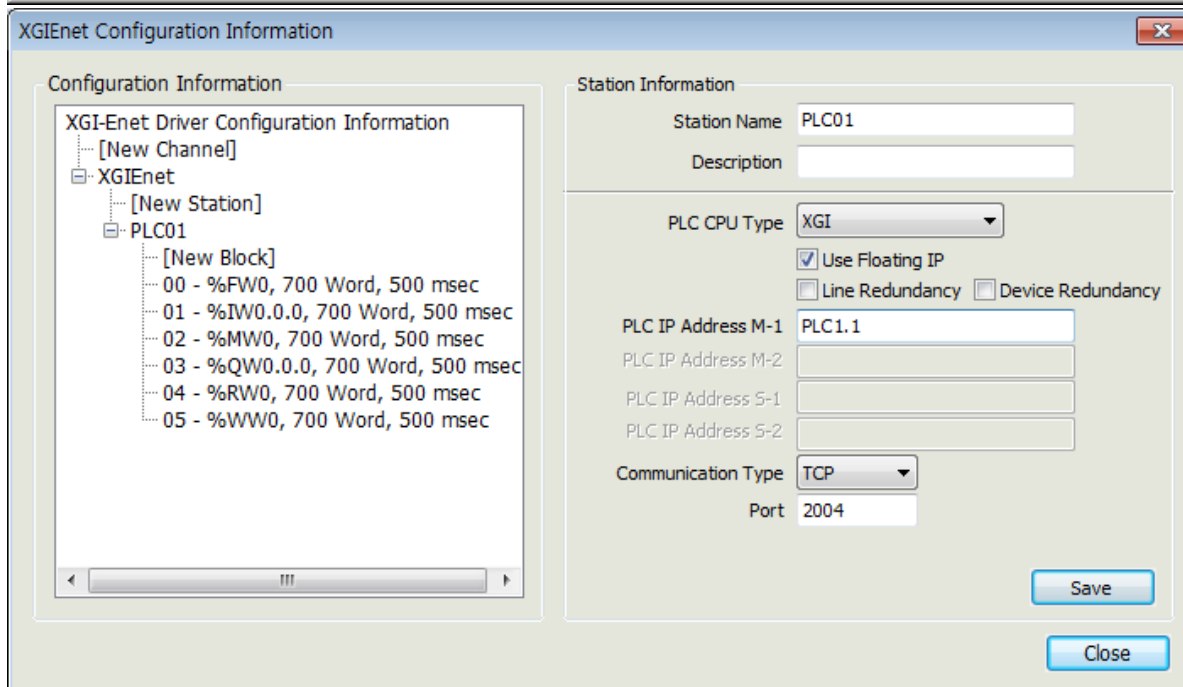 XGIEnet Configuration Information
Configuration Information
XGI-Enet Driver Configuration Information
[New Channel]
XGIEnet
[New Station]
PLC01
[New Block]
00 - %FW0, 700 Word, 500 msec
01 - %IW0.0.0, 700 Word, 500 msec
02 - %MW0, 700 Word, 500 msec
03 - %QW0.0.0, 700 Word, 500 msec
04 - %RW0, 700 Word, 500 msec
05 - %WW0, 700 Word, 500 msec
Station Information
Station Name PLC01
Description
PLC CPU Type XGI
Use Floating IP
Line Redundancy Device Redundancy
PLC IP Address M-1 PLC1.1
PLC IP Address M-2
PLC IP Address S-1
PLC IP Address S-2
Communication Type TCP
Port 2004
Save
Close